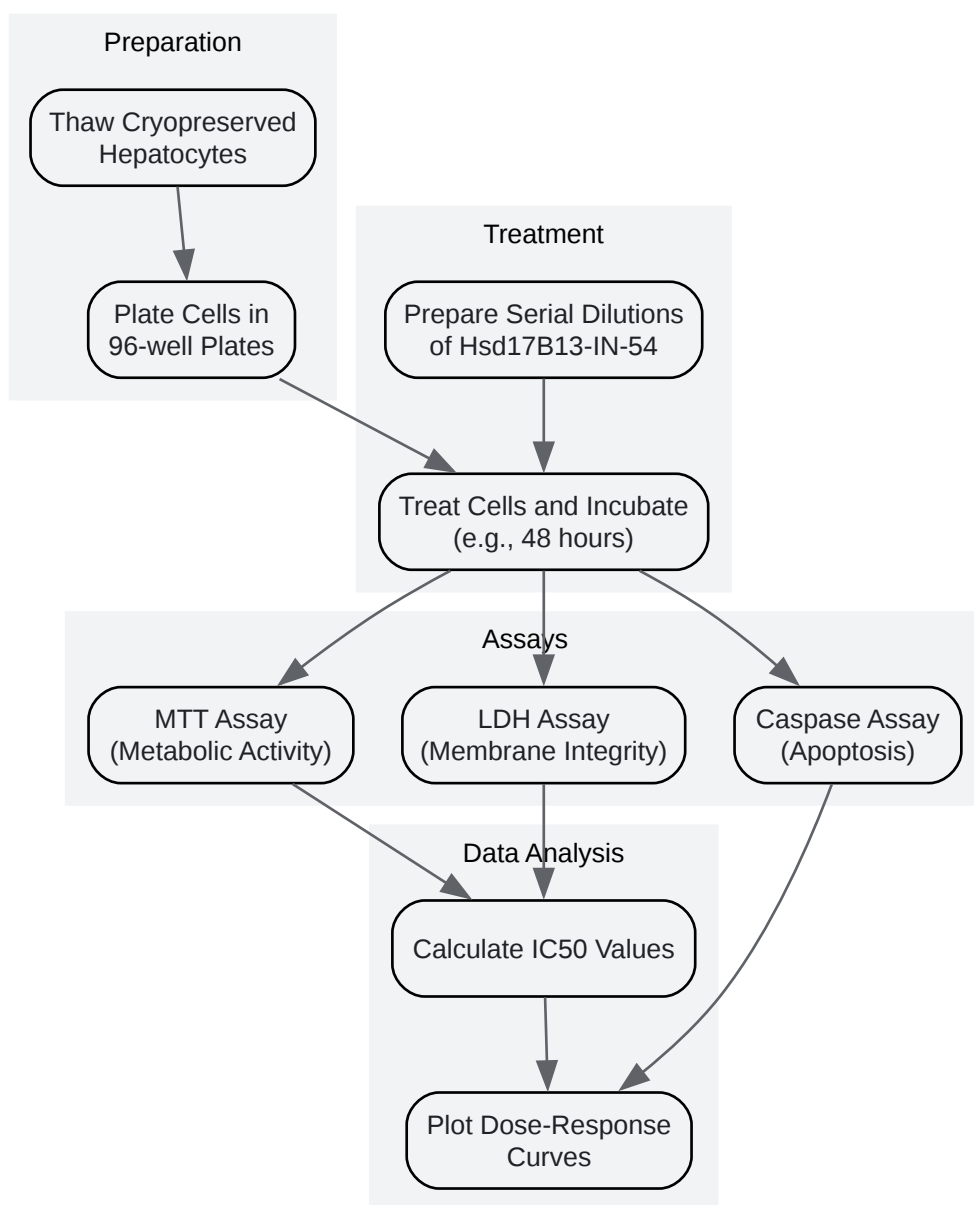 Preparation
Thaw Cryopreserved
Hepatocytes
Plate Cells in
96-well Plates
Treatment
Prepare Serial Dilutions
of Hsd17B13-IN-54
Treat Cells and Incubate
(e.g., 48 hours)
Assays
MTT Assay
(Metabolic Activity)
LDH Assay
(Membrane Integrity)
Caspase Assay
(Apoptosis)
Data Analysis
Calculate IC50 Values
Plot Dose-Response
Curves